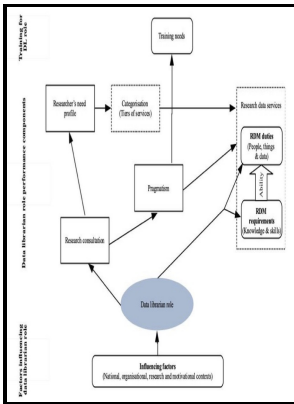 Training for
DL role
Training needs
Researcher's need
profile
Categorisation
(Tiers of services)
Research data services
RDM duties
(People, things
& data)
Ability
RDM
requirements
(Knowledge & skills)
Pragmatism
Research consultation
Data librarian role performance components
Data librarian role
Factors influencing
data librarian role
Influencing factors
(National, organisational, research and motivational contexts)